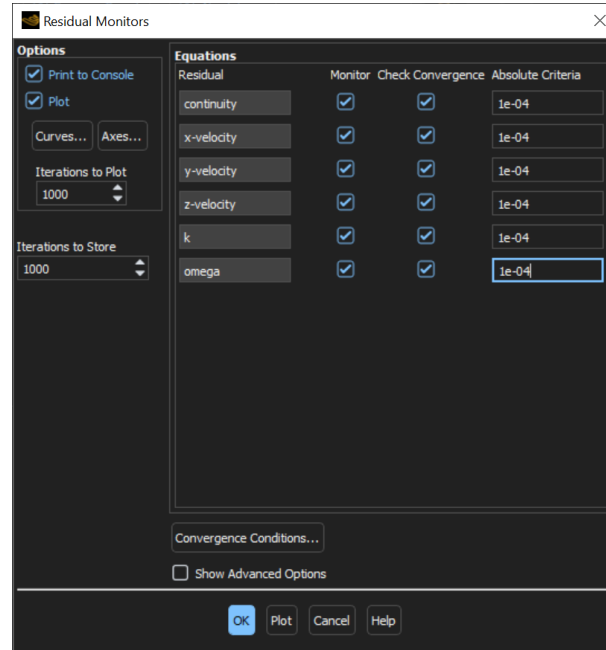 Residual Monitors
Options
Print to Console
Plot
Curves... Axes...
Iterations to Plot
1000
Iterations to Store
1000
Equations
Residual Monitor Check Convergence Absolute Criteria
continuity 1e-04
x-velocity 1e-04
y-velocity 1e-04
z-velocity 1e-04
k 1e-04
omega 1e-04
Convergence Conditions...
Show Advanced Options
OK Plot Cancel Help